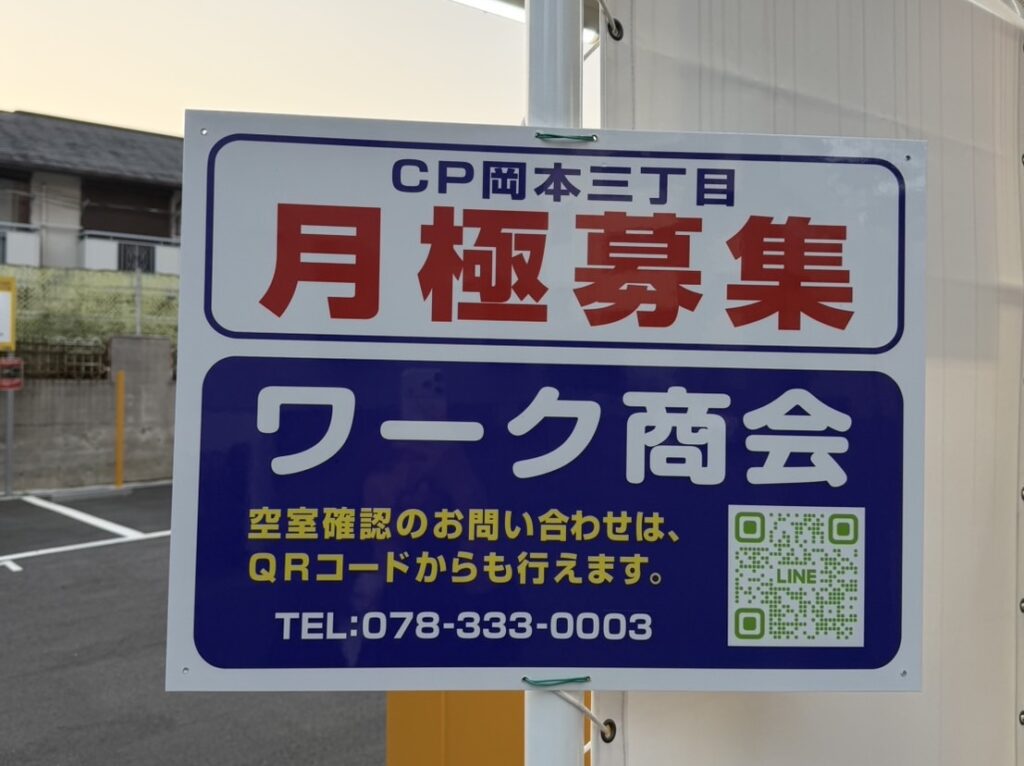 CP岡本三丁目
月極募集
ワーク商会
空室確認のお問い合わせは、
QRコードからも行えます。
LINE
TEL:078-333-0003